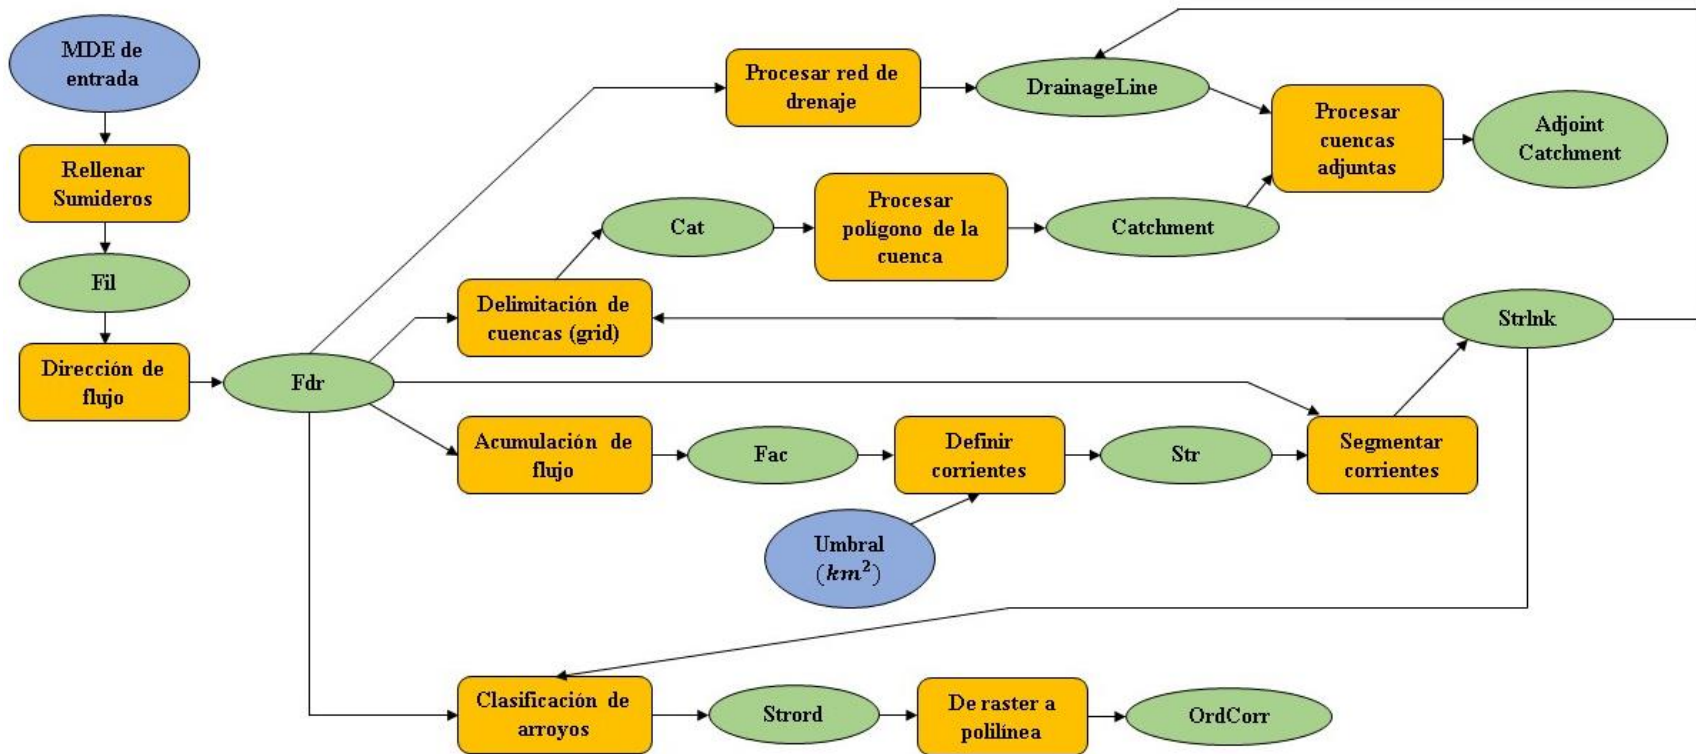 MDE de
entrada
Rellenar
Sumideros
Fil
Dirección de
flujo
Fdr
Procesar red de
drenaje
DrainageLine
Procesar
cuencas
adjuntas
Adjoint
Catchment
Cat
Procesar
polígono de la
cuenca
Catchment
Delimitación de
cuencas (grid)
Strlnk
Acumulación de
flujo
Fac
Definir
corrientes
Str
Segmentar
corrientes
Umbral
(km²)
Clasificación de
arroyos
Strord
De raster a
polilínea
OrdCorr